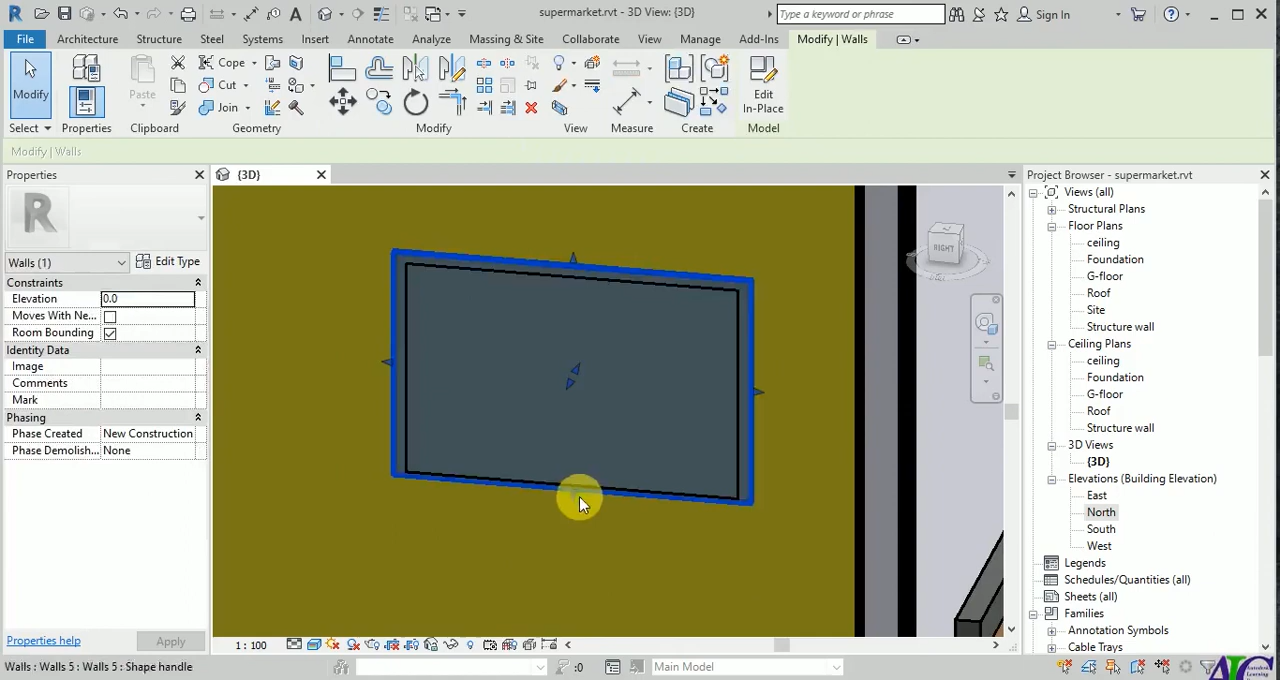 supermarket.rvt - 3D View: {3D}
Type a keyword or phrase
Sign In
File
Architecture
Structure
Steel
Systems
Insert
Annotate
Analyze
Massing & Site
Collaborate
View
Manage
Add-Ins
Modify | Walls
Modify
Paste
Cope
Cut
Join
Edit
In-Place
Select
Properties
Clipboard
Geometry
Modify
View
Measure
Create
Model
Modify | Walls
Properties
{3D}
Project Browser - supermarket.rvt
R
Walls (1)
Edit Type
Constraints
Elevation 0.0
Moves With Ne...
Room Bounding
Identity Data
Image
Comments
Mark
Phasing
Phase Created New Construction
Phase Demolish... None
Properties help
Apply
RIGHT
Views (all)
Structural Plans
Floor Plans
ceiling
Foundation
G-floor
Roof
Site
Structure wall
Ceiling Plans
ceiling
Foundation
G-floor
Roof
Structure wall
3D Views
{3D}
Elevations (Building Elevation)
East
North
South
West
Legends
Schedules/Quantities (all)
Sheets (all)
Families
Annotation Symbols
Cable Trays
1 : 100
Walls : Walls 5 : Walls 5 : Shape handle
:0
Main Model